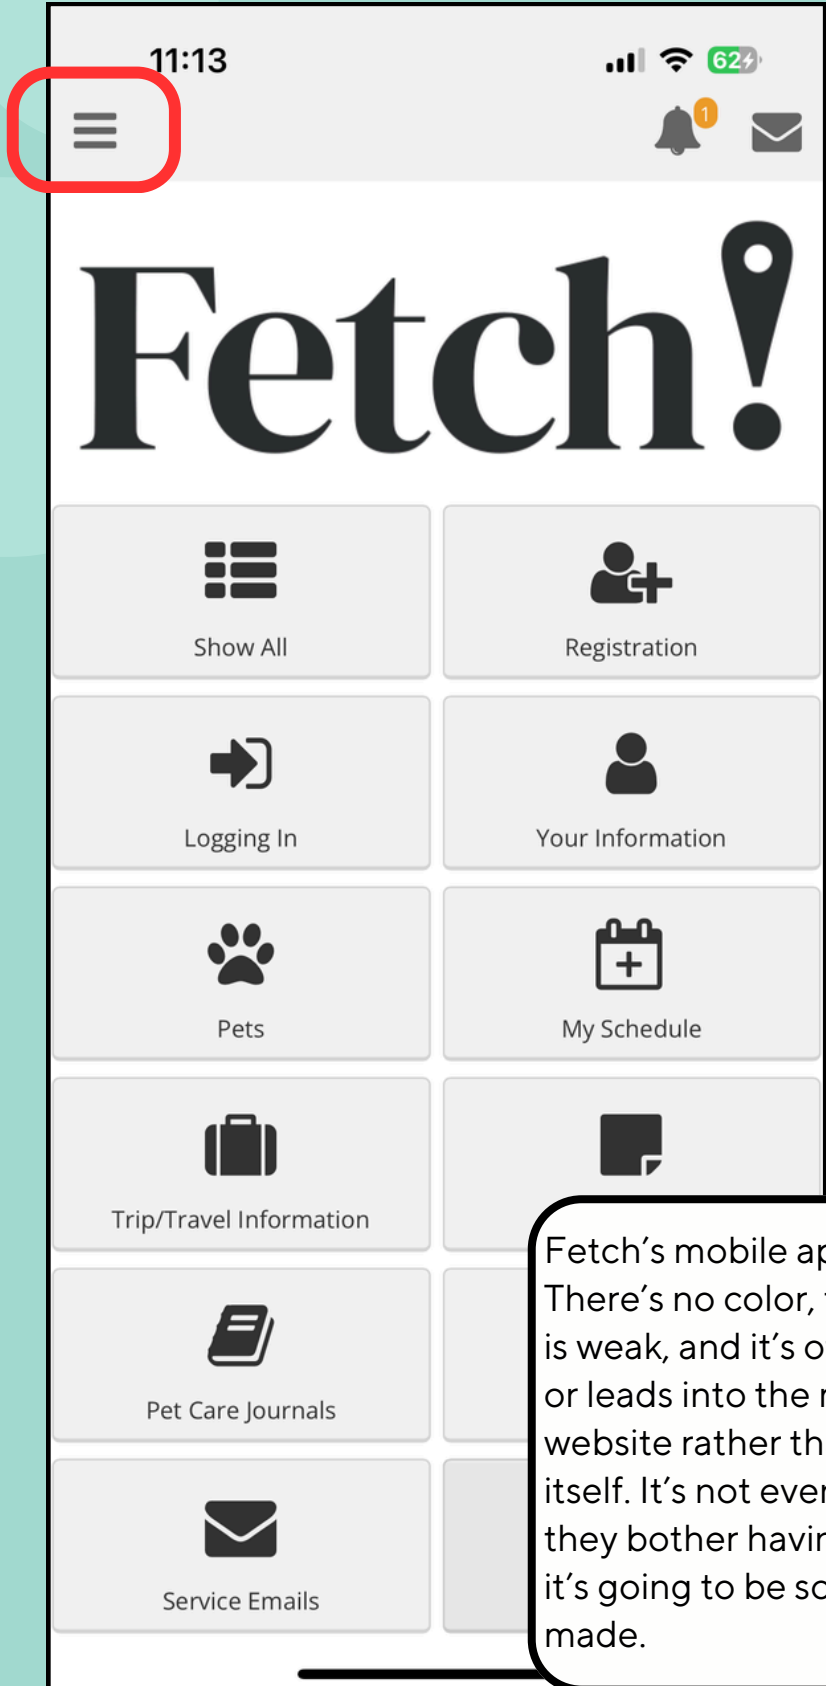 11:13
62
1
Fetch!
Show All
Registration
Logging In
Your Information
Pets
My Schedule
Trip/Travel Information
Pet Care Journals
Service Emails
Fetch’s mobile
There’s no color,
is weak, and it’s
or leads into the
website rather
itself. It’s not
they bother
it’s going to be
made.